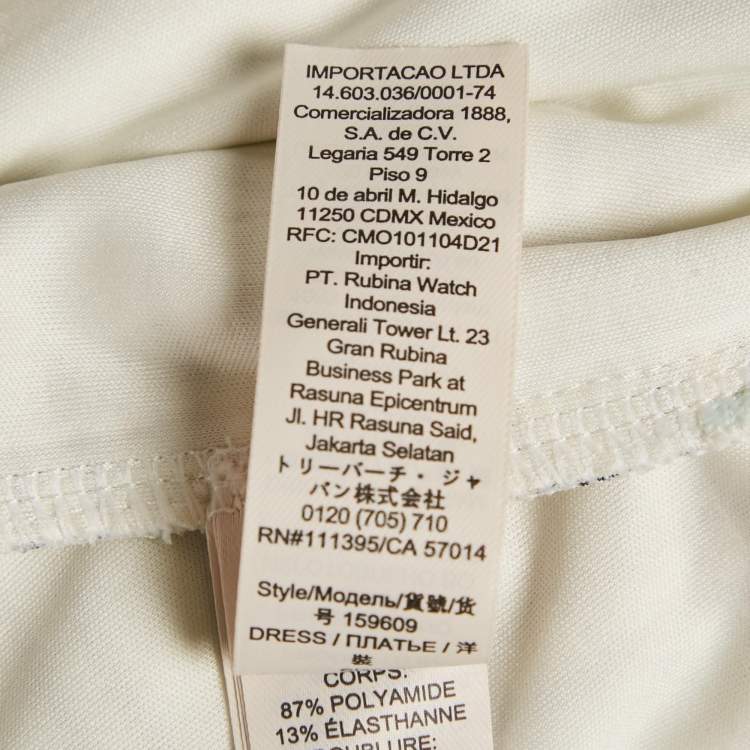 IMPORTACAO LTDA
14.603.036/0001-74
Comercializadora 1888,
S.A. de C.V.
Legaria 549 Torre 2
Piso 9
10 de abril M. Hidalgo
11250 CDMX Mexico
RFC: CMO101104D21
Importir:
PT. Rubina Watch
Indonesia
Generali Tower Lt. 23
Gran Rubina
Business Park at
Rasuna Epicentrum
Jl. HR Rasuna Said,
Jakarta Selatan
トリーバーチ・ジャ
パン株式会社
0120 (705) 710
RN#111395/CA 57014
Style/Модель/貨號/货
号 159609
DRESS / ПЛАТЬЕ / 洋
裝
CORPS:
87% POLYAMIDE
13% ÉLASTHANNE
DOUBLURE: